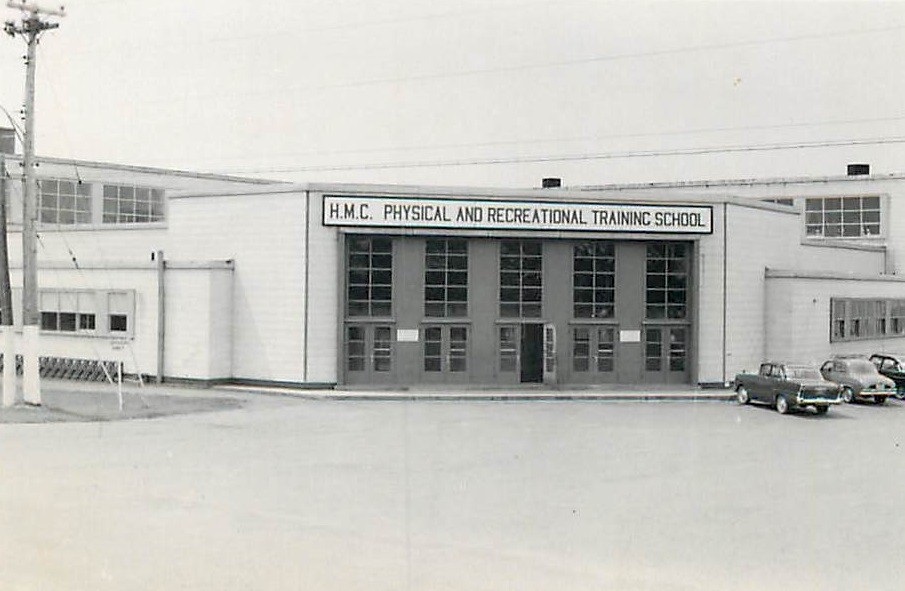 H.M.C. PHYSICAL AND RECREATIONAL TRAINING SCHOOL